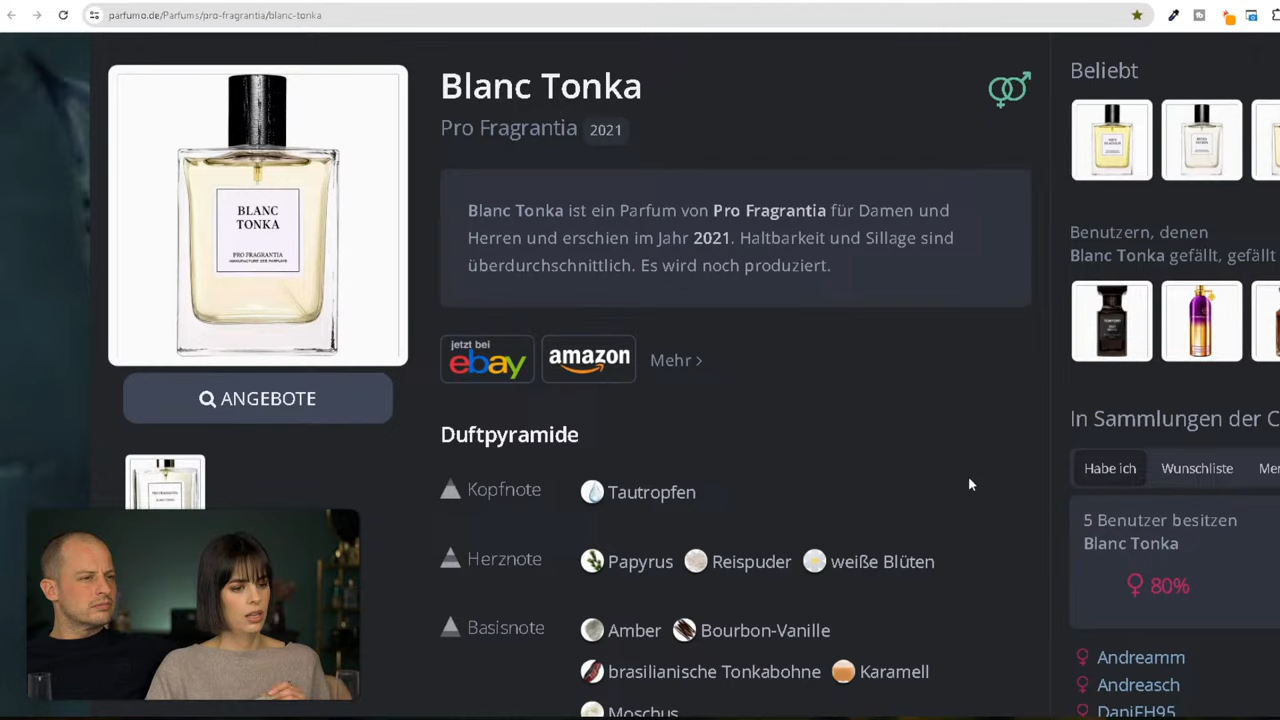 parfumo.de/Parfums/pro-fragrantia/blanc-tonka
BLANC
TONKA
PRO FRAGRANTIA
ANGEBOTE
Blanc Tonka
Pro Fragrantia 2021
Blanc Tonka ist ein Parfum von Pro Fragrantia für Damen und
Herren und erschien im Jahr 2021. Haltbarkeit und Sillage sind
überdurchschnittlich. Es wird noch produziert.
jetzt bei
ebay
amazon
Mehr >
Duftpyramide
Kopfnote
Tautropfen
Herznote
Papyrus Reispuder weiße Blüten
Basisnote
Amber Bourbon-Vanille
brasilianische Tonkabohne Karamell
Moschus
Beliebt
Benutzern, denen
Blanc Tonka gefällt, gefällt
In Sammlungen der C
Habe ich Wunschliste Mer
5 Benutzer besitzen
Blanc Tonka
80%
Andreamm
Andreasch
DaniFH95